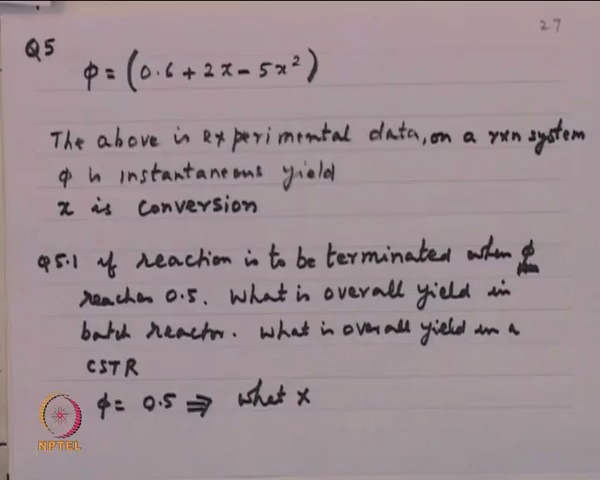 27
Q5
φ = (0.6 + 2x - 5x²)
The above is experimental data, on a rxn system
φ is instantaneous yield
x is conversion
Q5.1 if reaction is to be terminated when φ
reaches 0.5. What is overall yield in
batch reactor. What is overall yield in a
CSTR
φ = 0.5 ⇒ what x
NPTEL